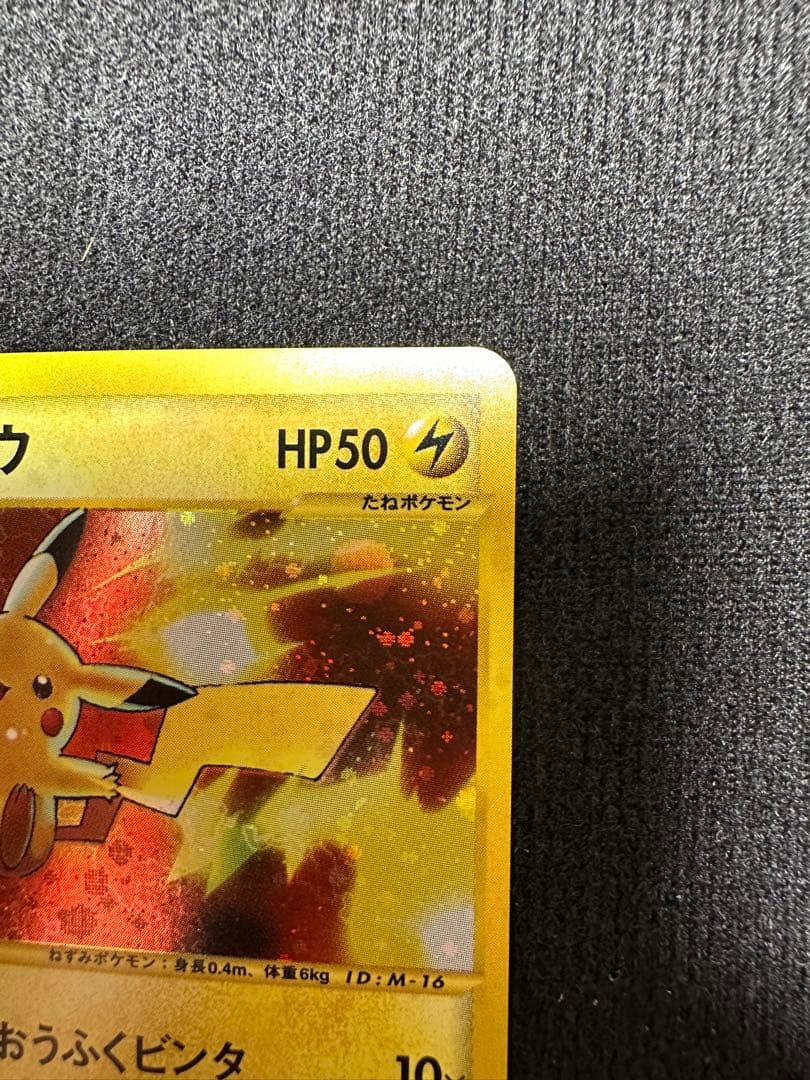 ウ HP50
たねポケモン
ねずみポケモン：身長0.4m、体重6kg ID:M-16
おうふくビンタ 10×